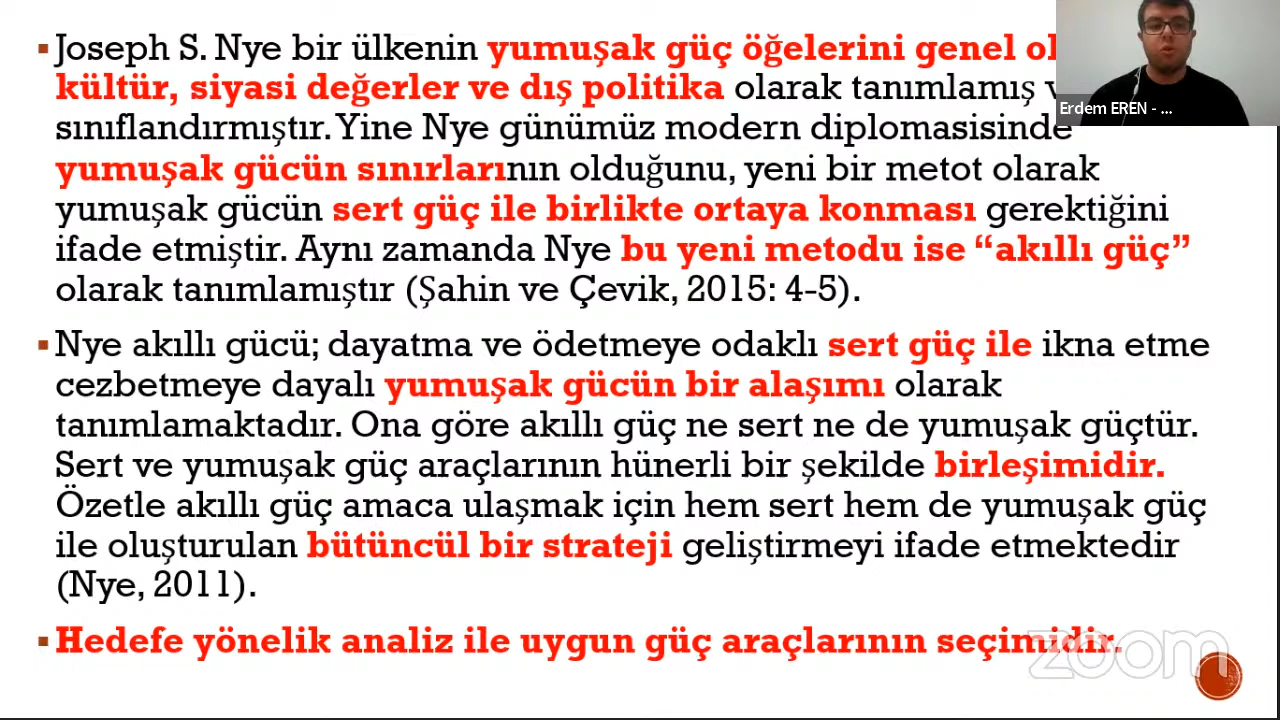 Joseph S. Nye bir ülkenin yumuşak güç öğelerini genel
kültür, siyasi değerler ve dış politika olarak tanımlamış
sınıflandırmıştır. Yine Nye günümüz modern diplomasisinde
yumuşak gücün sınırlarının olduğunu, yeni bir metot olarak
yumuşak gücün sert güç ile birlikte ortaya konması gerektiğini
ifade etmiştir. Aynı zamanda Nye bu yeni metodu ise “akıllı güç”
olarak tanımlamıştır (Şahin ve Çevik, 2015: 4-5).
Nye akıllı gücü; dayatma ve ödetmeye odaklı sert güç ile ikna etme
cezbetmeye dayalı yumuşak gücün bir alaşımı olarak
tanımlamaktadır. Ona göre akıllı güç ne sert ne de yumuşak güçtür.
Sert ve yumuşak güç araçlarının hünerli bir şekilde birleşimidir.
Özetle akıllı güç amaca ulaşmak için hem sert hem de yumuşak güç
ile oluşturulan bütüncül bir strateji geliştirmeyi ifade etmektedir
(Nye, 2011).
Hedefe yönelik analiz ile uygun güç araçlarının seçimidir.
Erdem EREN - ...
zoom